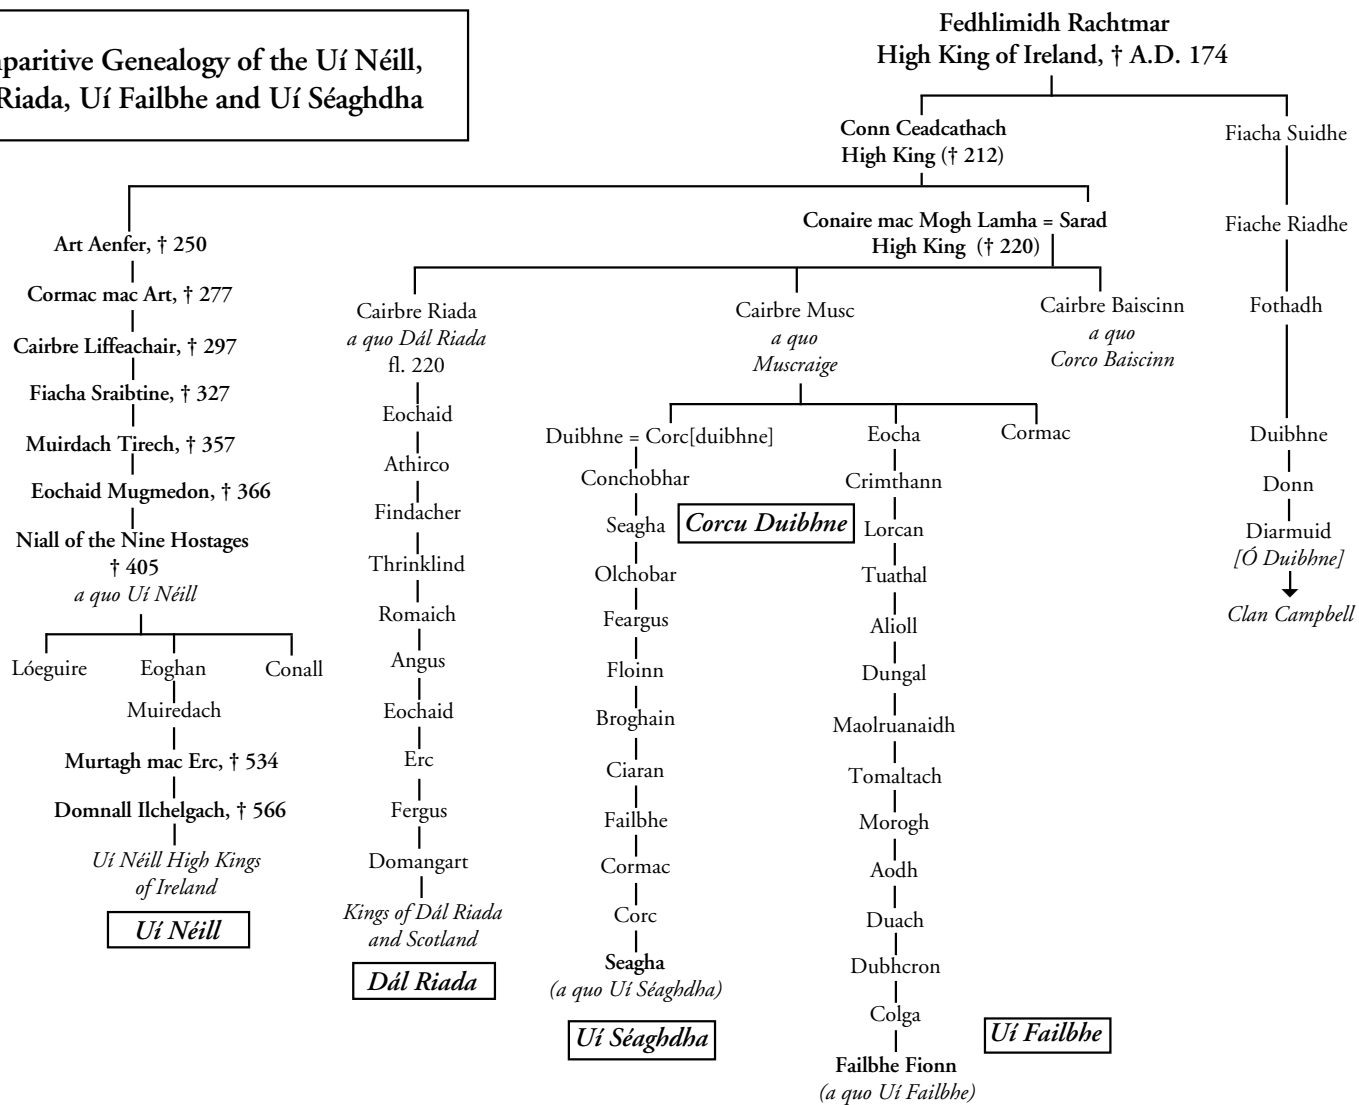 paritive Genealogy of the Uí Néill,
Riada, Uí Failbhe and Uí Séaghdha
Fedhlimidh Rachtmar
High King of Ireland, † A.D. 174
Conn Ceadcathach
High King († 212)
Fiacha Suidhe
Fiache Riadhe
Fothadh
Duibhne
Donn
Diarmuid
[Ó Duibhne]
Clan Campbell
Art Aenfer, † 250
Cormac mac Art, † 277
Cairbre Liffeachair, † 297
Fiacha Sraibtine, † 327
Muirdach Tirech, † 357
Eochaid Mugmedon, † 366
Niall of the Nine Hostages
† 405
a quo Uí Néill
Lóeguire
Eoghan
Conall
Muiredach
Murtagh mac Erc, † 534
Domnall Ilchelgach, † 566
Uí Néill High Kings
of Ireland
Uí Néill
Conaire mac Mogh Lamha = Sarad
High King († 220)
Cairbre Riada
a quo Dál Riada
fl. 220
Eochaid
Athirco
Findacher
Thrinklind
Romaich
Angus
Eochaid
Erc
Fergus
Domangart
Kings of Dál Riada
and Scotland
Dál Riada
Cairbre Musc
a quo
Muscraige
Cairbre Baiscinn
a quo
Corco Baiscinn
Duibhne = Corc[duibhne]
Eocha
Cormac
Conchobhar
Seagha
Olchobar
Feargus
Floinn
Broghain
Ciaran
Failbhe
Cormac
Corc
Seagha
(a quo Uí Séaghdha)
Uí Séaghdha
Corcu Duibhne
Crimthann
Lorcan
Tuathal
Alioll
Dungal
Maolruanaidh
Tomaltach
Morogh
Aodh
Duach
Dubhcron
Colga
Failbhe Fionn
(a quo Uí Failbhe)
Uí Failbhe